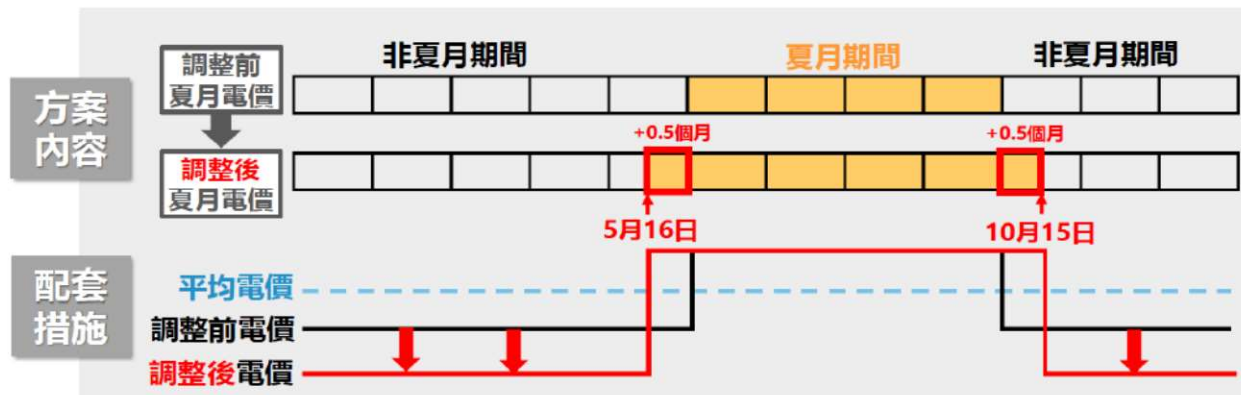 非夏月期間
夏月期間
非夏月期間
方案
內容
調整前
夏月電價
+0.5個月
+0.5個月
調整後
夏月電價
5月16日
10月15日
配套
措施
平均電價
調整前電價
調整後電價